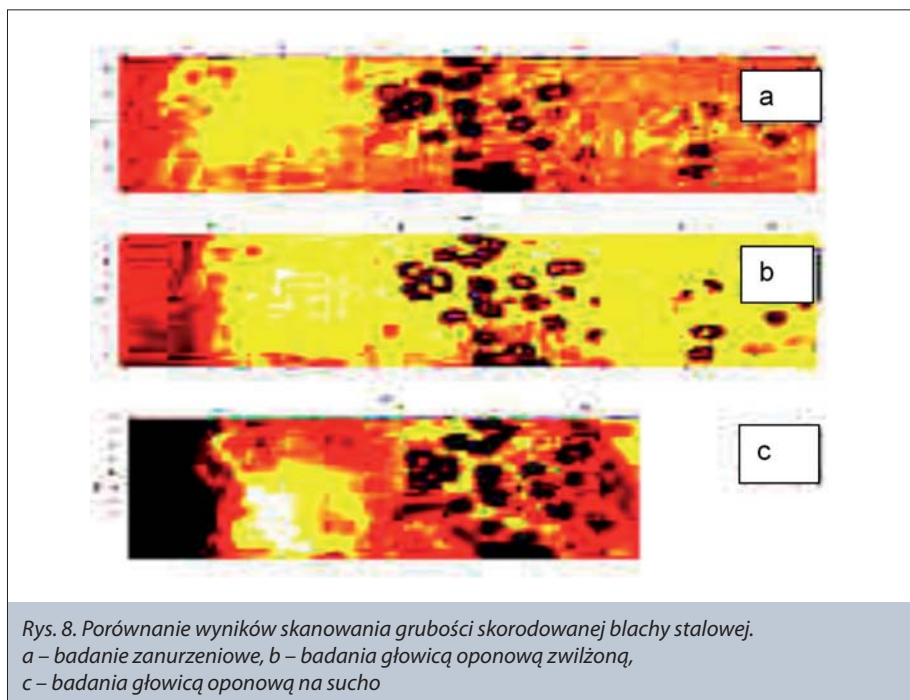 a
b
c
Rys. 8. Porównanie wyników skanowania grubości skorodowanej blachy stalowej.
a – badanie zanurzeniowe, b – badania głowicą oponową zwilżoną,
c – badania głowicą oponową na sucho